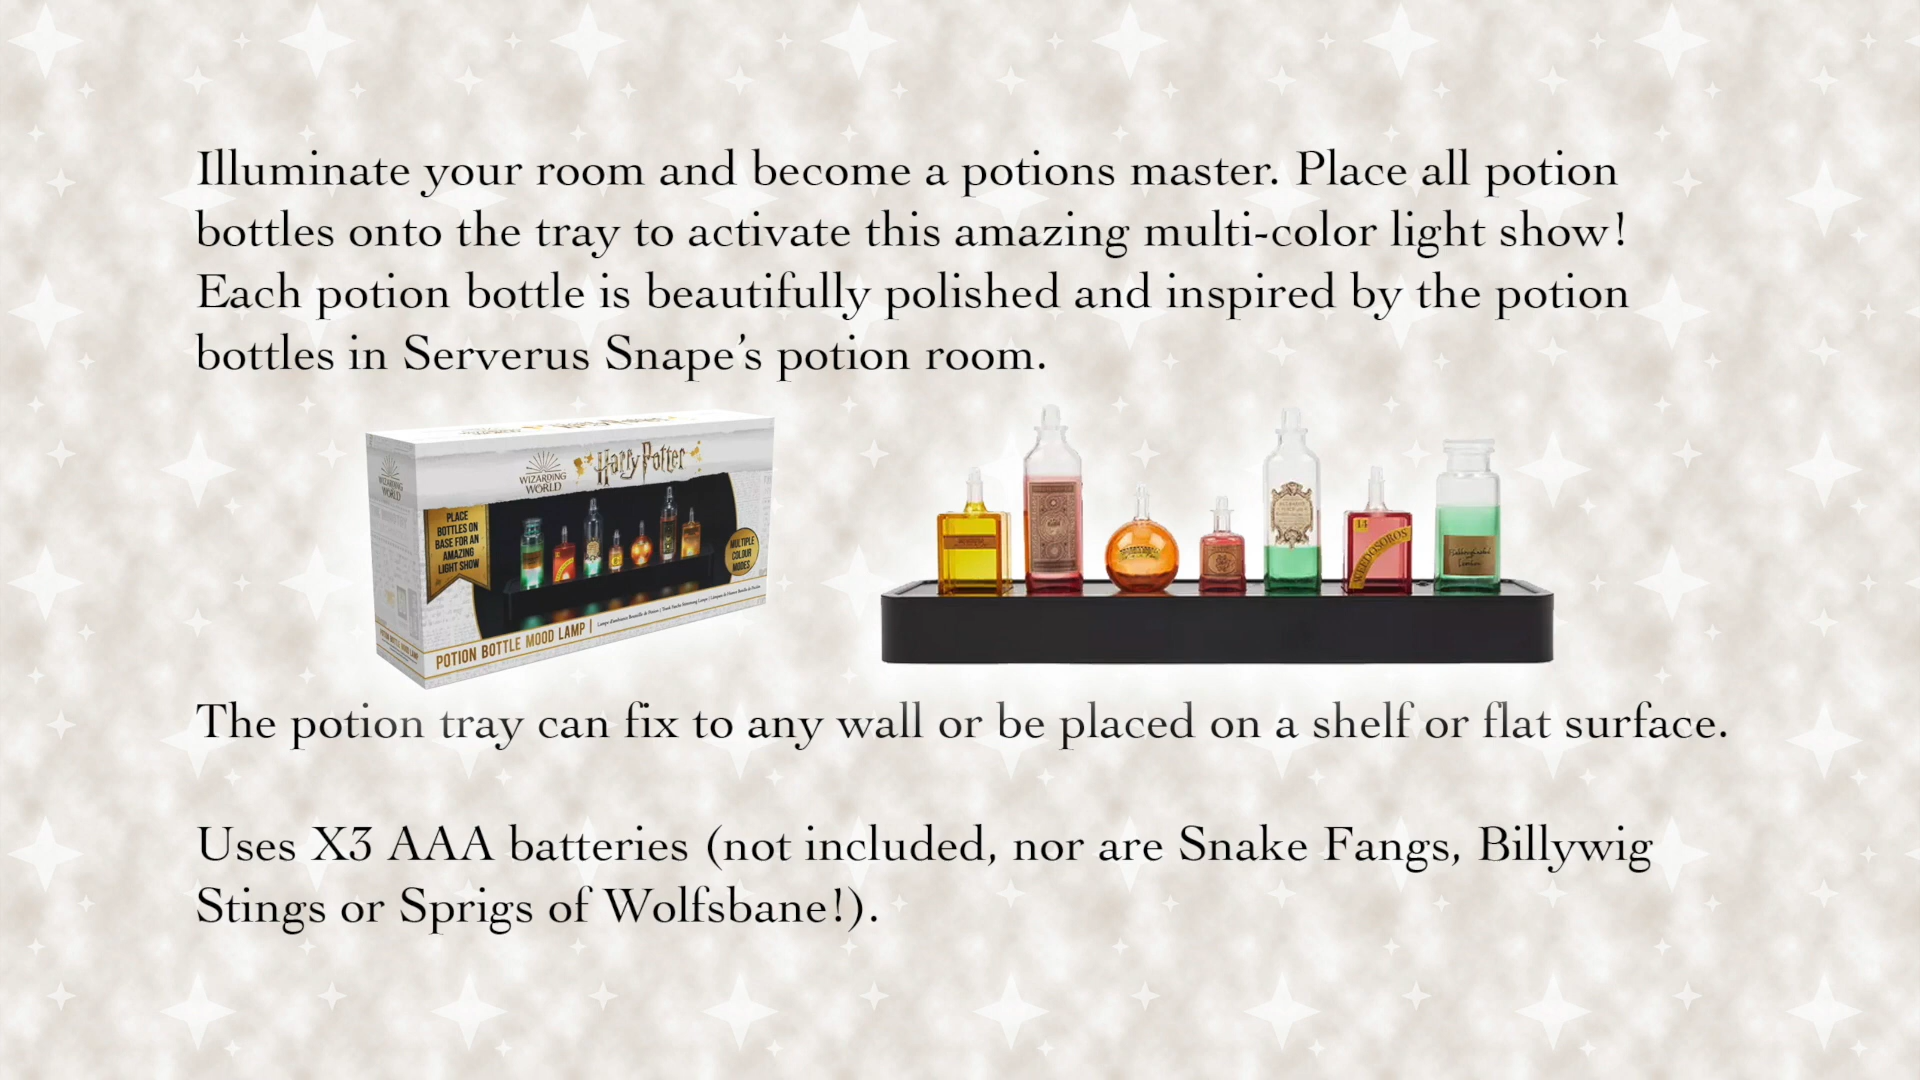 Illuminate your room and become a potions master. Place all potion
bottles onto the tray to activate this amazing multi-color light show!
Each potion bottle is beautifully polished and inspired by the potion
bottles in Serverus Snape’s potion room.
WIZARDING
WORLD
Harry Potter
WIZARDING
WORLD
PLACE
BOTTLES ON
BASE FOR AN
AMAZING
LIGHT SHOW
MULTIPLE
COLOUR
MODES
POTION BOTTLE MOOD LAMP
14
WEEDOSOROS
The potion tray can fix to any wall or be placed on a shelf or flat surface.
Uses X3 AAA batteries (not included, nor are Snake Fangs, Billywig
Stings or Sprigs of Wolfsbane!).